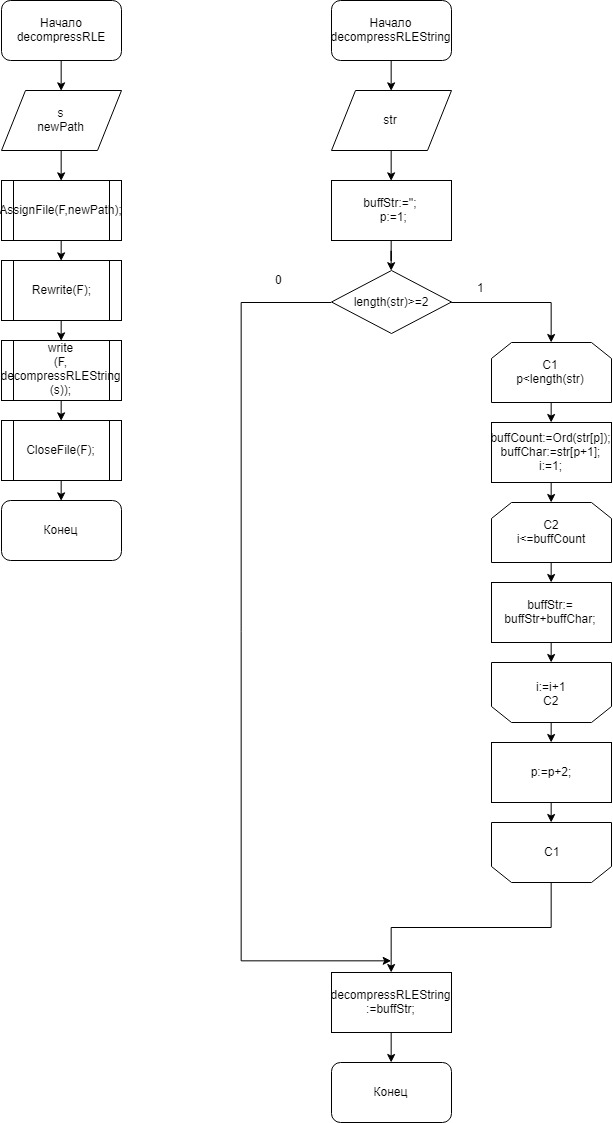 Начало
decompressRLE
s
newPath
AssignFile(F,newPath);
Rewrite(F);
write
(F,
decompressRLEString
(s));
CloseFile(F);
Конец
Начало
decompressRLEString
str
buffStr:='';
p:=1;
length(str)>=2
0
1
C1
p<length(str)
buffCount:=Ord(str[p]);
buffChar:=str[p+1];
i:=1;
C2
i<=buffCount
buffStr:=
buffStr+buffChar;
i:=i+1
C2
p:=p+2;
C1
decompressRLEString
:=buffStr;
Конец